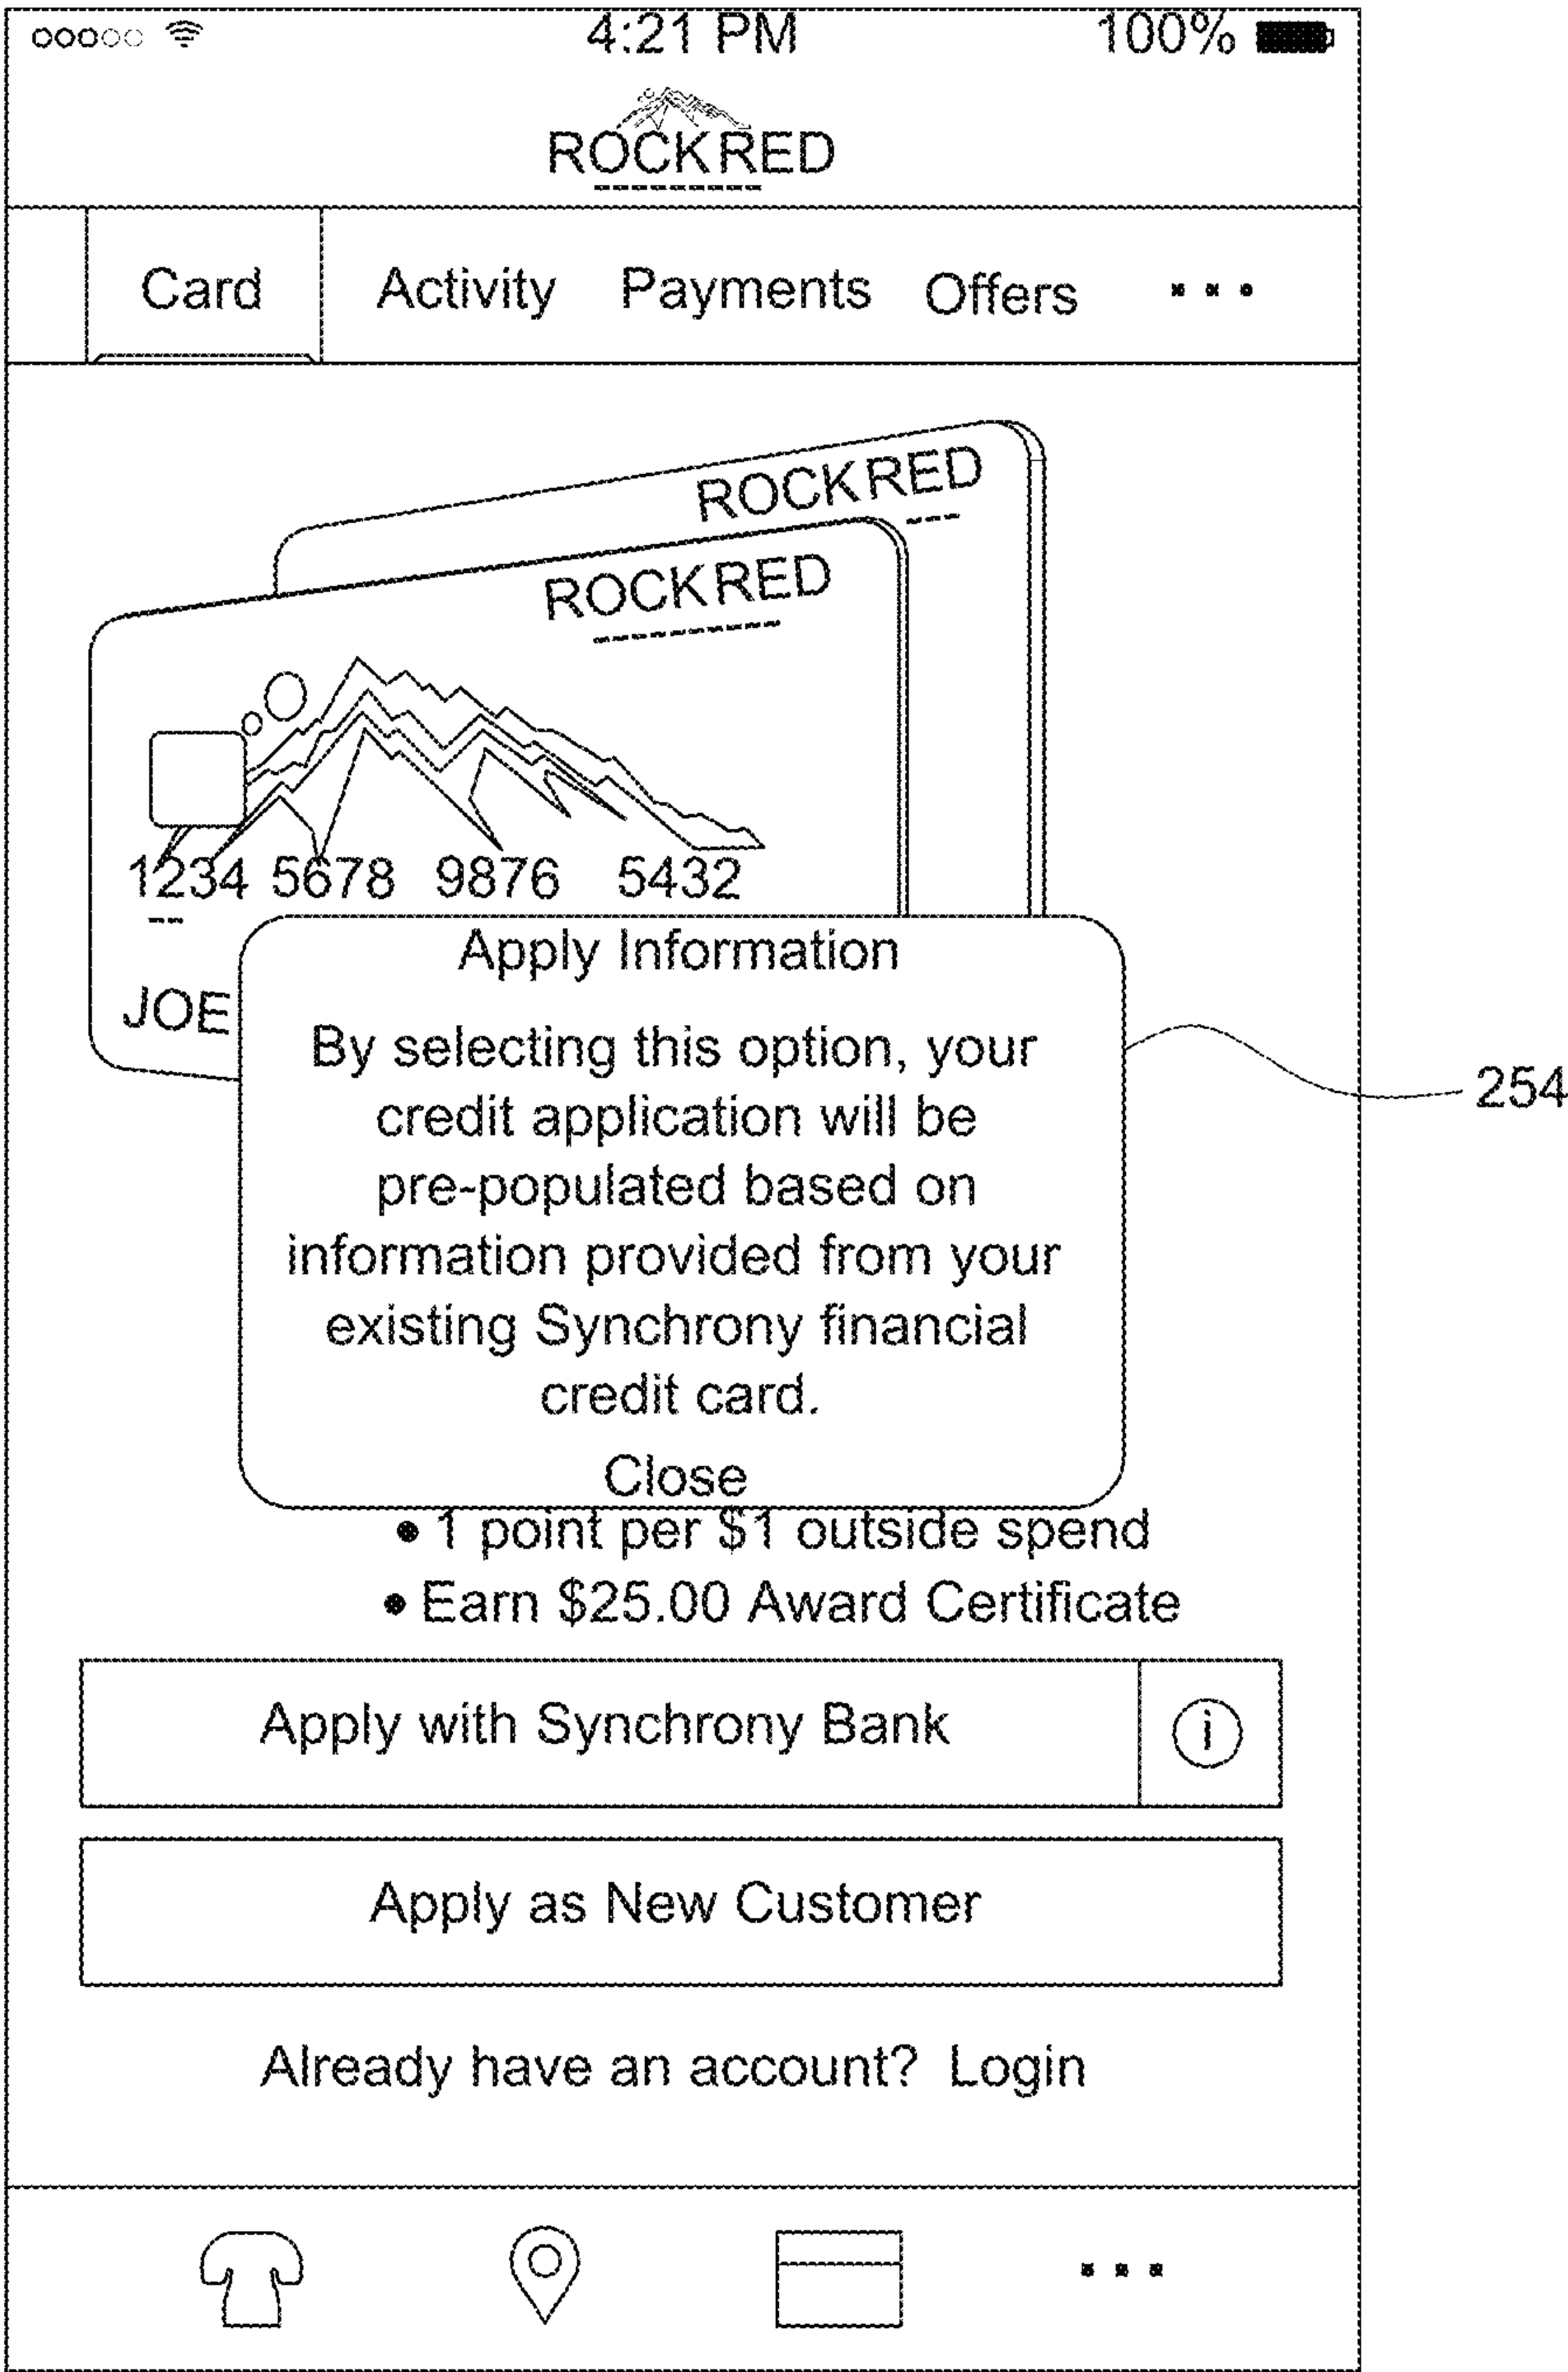 4:21 PM 100%
ROCKRED
Card Activity Payments Offers ...
ROCKRED
ROCKRED
1234 5678 9876 5432
JOE
Apply Information
By selecting this option, your
credit application will be
pre-populated based on
information provided from your
existing Synchrony financial
credit card.
Close
254
• 1 point per $1 outside spend
• Earn $25.00 Award Certificate
Apply with Synchrony Bank i
Apply as New Customer
Already have an account? Login
...